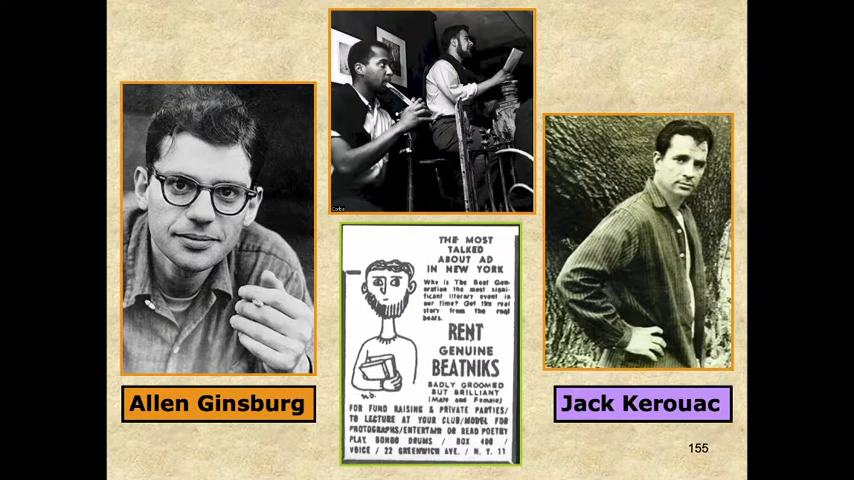 Corbis
THE MOST
TALKED
ABOUT AD
IN NEW YORK
Why is The Beat Gen-
eration the most signi-
ficant literary event in
our time? Get the real
story from the real
beats.
RENT
GENUINE
BEATNIKS
BADLY GROOMED
BUT BRILLIANT
(Male and Female)
FOR FUND RAISING & PRIVATE PARTIES/
TO LECTURE AT YOUR CLUB/MODEL FOR
PHOTOGRAPHS/ENTERTAIN OR READ POETRY
PLAY BONGO DRUMS / BOX 400 /
VOICE / 22 GREENWICH AVE. / N.Y. 11
Allen Ginsburg
Jack Kerouac
155